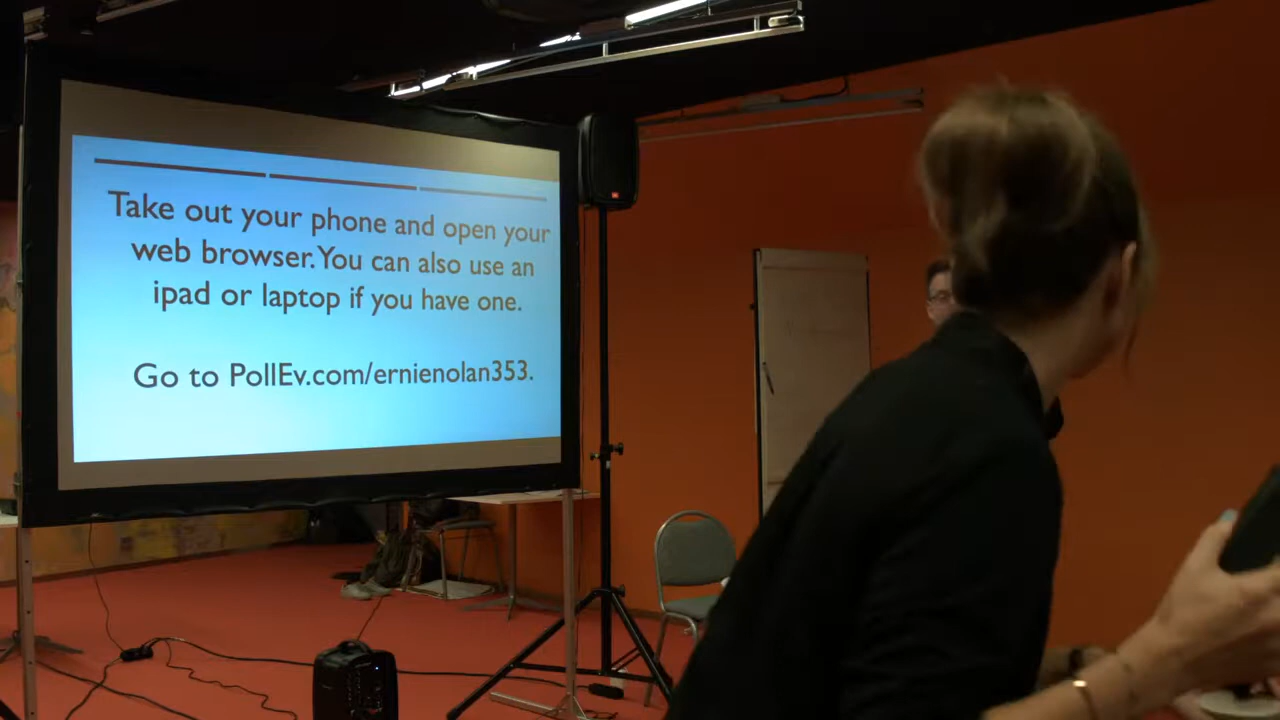 Take out your phone and open your
web browser. You can also use an
ipad or laptop if you have one.
Go to PollEv.com/ernienolan353.